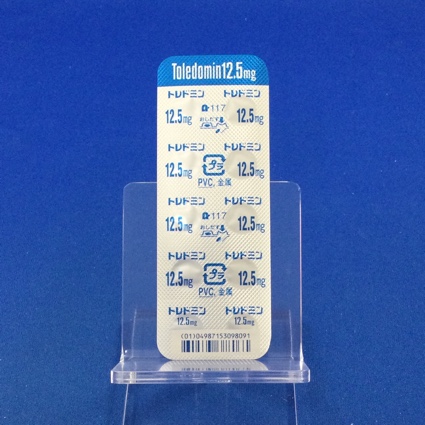 Toledomin12.5mg
トレドミン トレドミン
12.5mg 117 12.5mg
おしだす
トレドミン トレドミン
12.5mg プラ 12.5mg
PVC, 金属
トレドミン トレドミン
12.5mg 117 12.5mg
おしだす
トレドミン トレドミン
12.5mg プラ 12.5mg
PVC, 金属
トレドミン トレドミン
12.5mg 12.5mg
(01)04987153098091